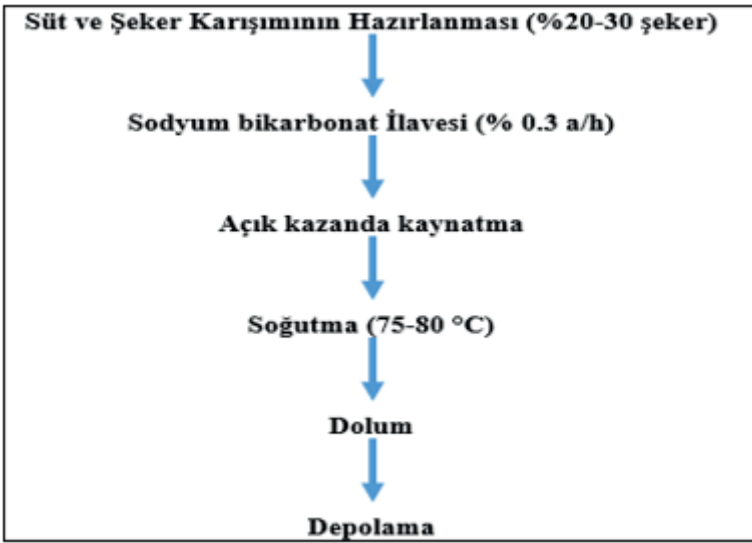 Süt ve Şeker Karışımının Hazırlanması (%20-30 şeker)
Sodyum bikarbonat İlavesi (% 0.3 a/h)
Açık kazanda kaynatma
Soğutma (75-80 °C)
Dolum
Depolama